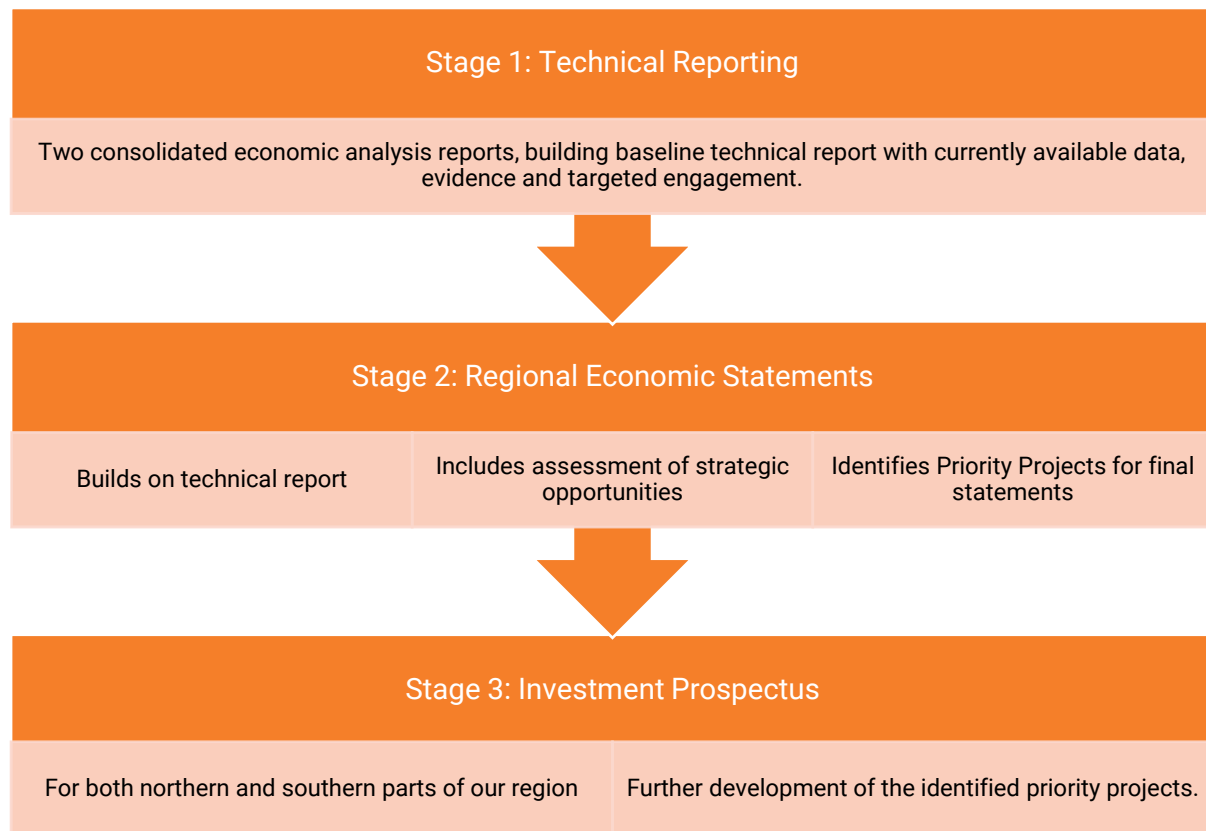 Stage 1: Technical Reporting
Two consolidated economic analysis reports, building baseline technical report with currently available data,
evidence and targeted engagement.
Stage 2: Regional Economic Statements
Builds on technical report
Includes assessment of strategic
opportunities
Identifies Priority Projects for final
statements
Stage 3: Investment Prospectus
For both northern and southern parts of our region
Further development of the identified priority projects.